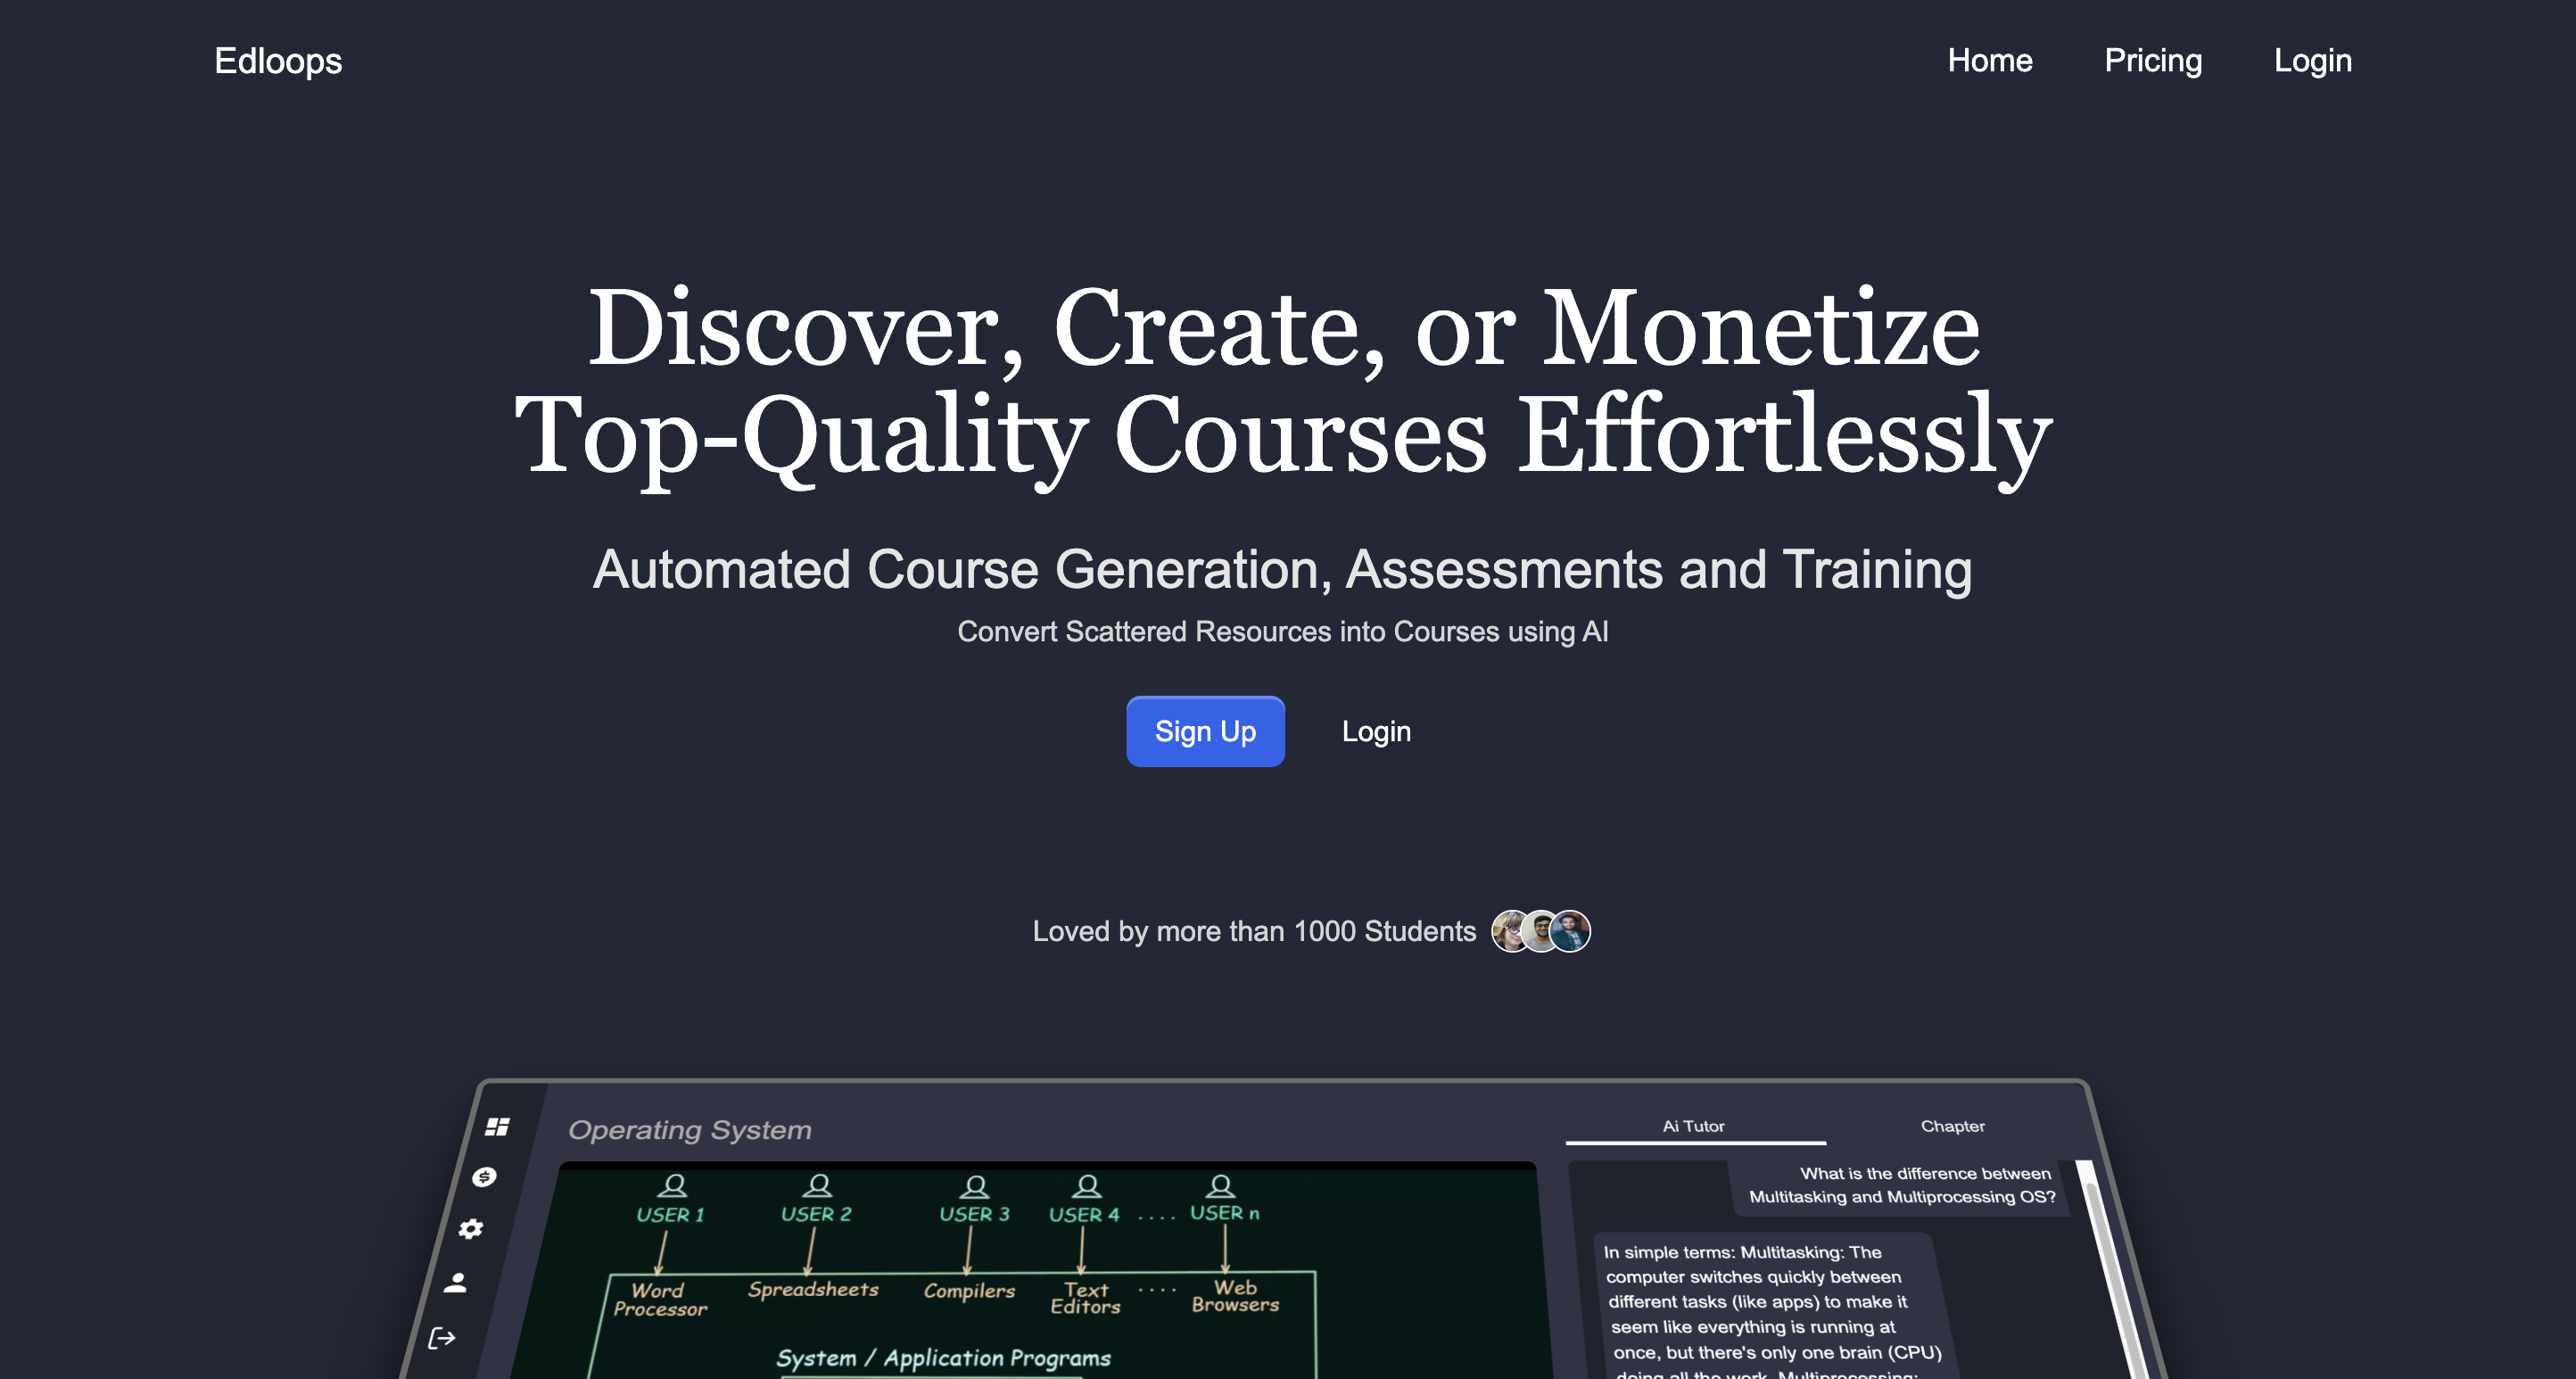 Edloops
Home
Pricing
Login
Discover, Create, or Monetize
Top-Quality Courses Effortlessly
Automated Course Generation, Assessments and Training
Convert Scattered Resources into Courses using AI
Sign Up
Login
Loved by more than 1000 Students
Operating System
Ai Tutor
Chapter
USER 1
USER 2
USER 3
USER 4
....
USER n
Word
Processor
Spreadsheets
Compilers
Text
Editors
....
Web
Browsers
System / Application Programs
What is the difference between
Multitasking and Multiprocessing OS?
In simple terms: Multitasking: The
computer switches quickly between
different tasks (like apps) to make it
seem like everything is running at
once, but there's only one brain (CPU)
doing all the work. Multiprocessing: